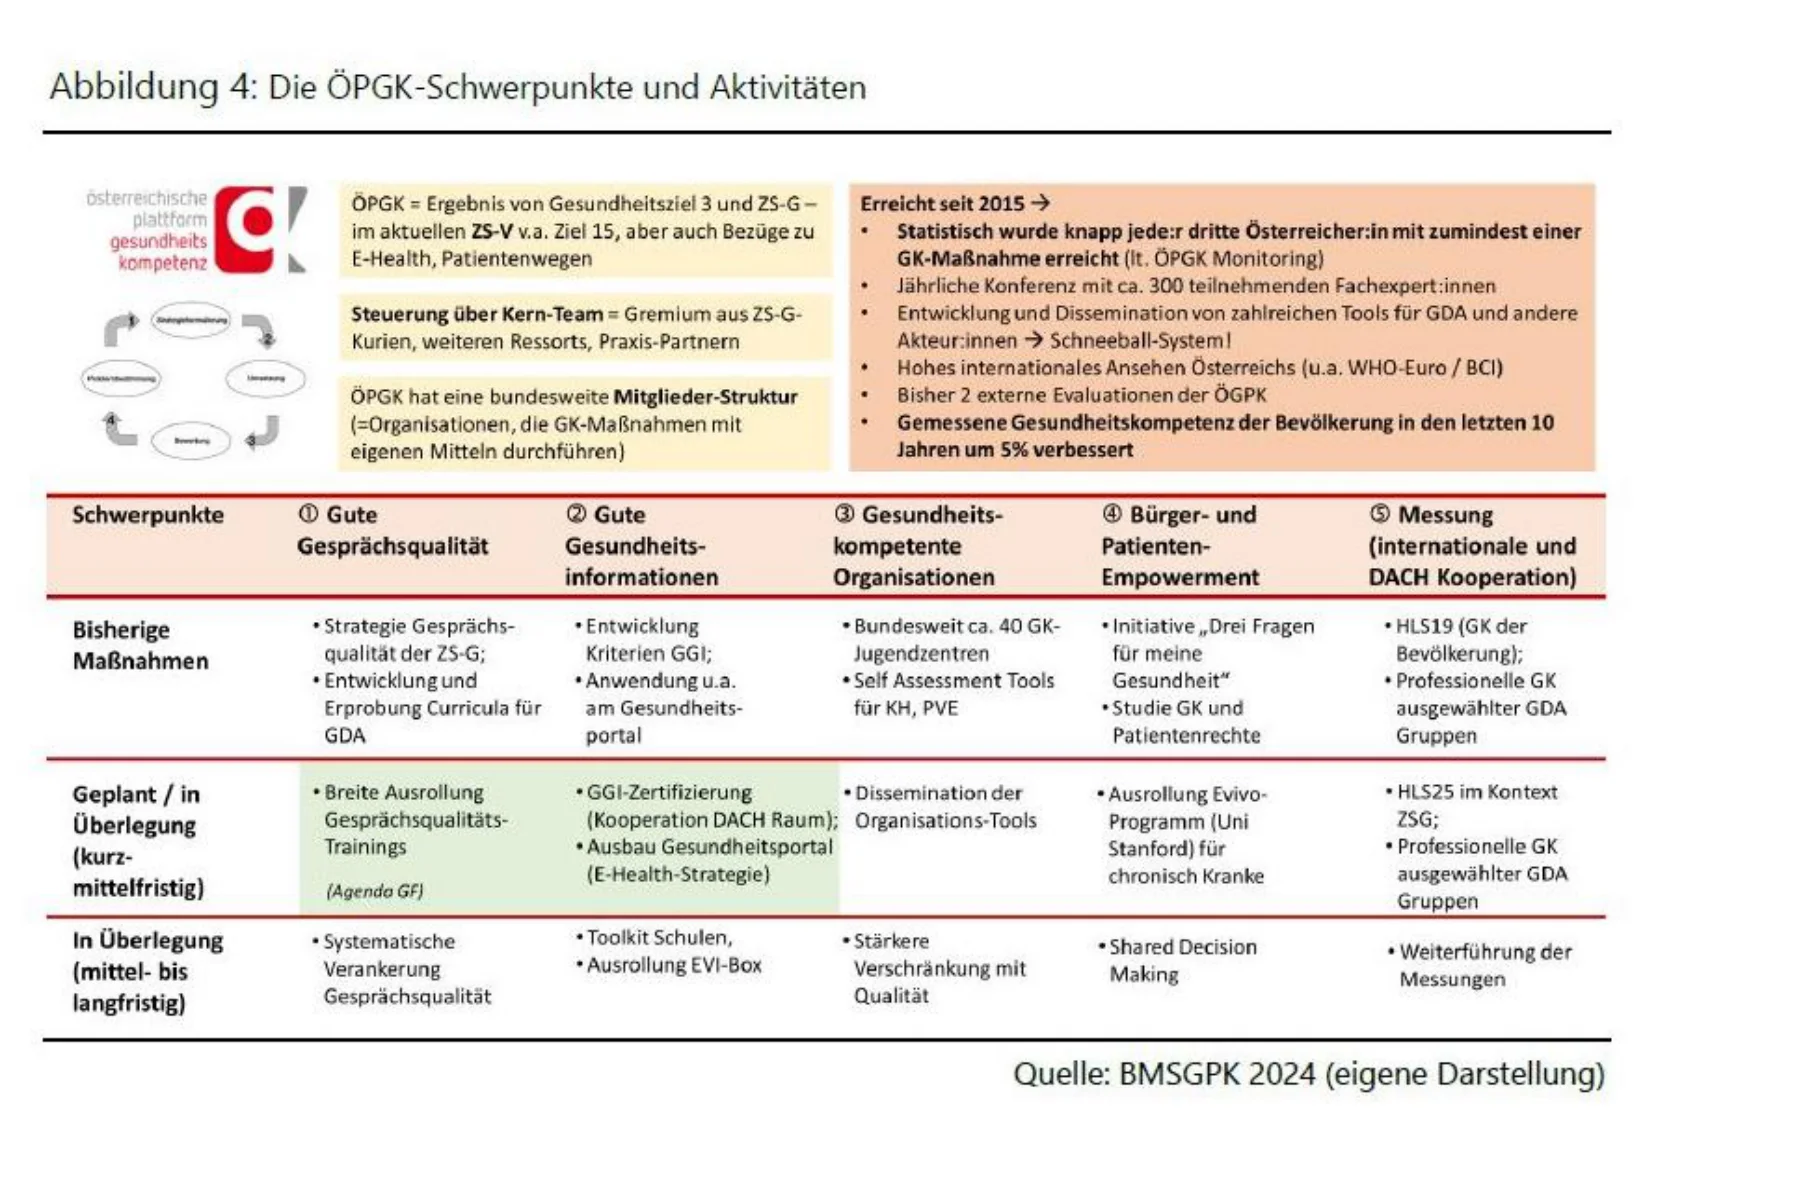 Abbildung 4: Die ÖPGK-Schwerpunkte und Aktivitäten
österreichische
plattform
gesundheits
kompetenz
1
Strategieformulierung
2
Umsetzung
3
Bewertung
4
ÖPGK = Ergebnis von Gesundheitsziel 3 und ZS-G –
im aktuellen ZS-V v.a. Ziel 15, aber auch Bezüge zu
E-Health, Patientenwegen
Steuerung über Kern-Team = Gremium aus ZS-G-
Kurien, weiteren Ressorts, Praxis-Partnern
ÖPGK hat eine bundesweite Mitglieder-Struktur
(=Organisationen, die GK-Maßnahmen mit
eigenen Mitteln durchführen)
Erreicht seit 2015 →
• Statistisch wurde knapp jede:r dritte Österreicher:in mit zumindest einer
GK-Maßnahme erreicht (lt. ÖPGK Monitoring)
• Jährliche Konferenz mit ca. 300 teilnehmenden Fachexpert:innen
• Entwicklung und Dissemination von zahlreichen Tools für GDA und andere
Akteur:innen → Schneeball-System!
• Hohes internationales Ansehen Österreichs (u.a. WHO-Euro / BCI)
• Bisher 2 externe Evaluationen der ÖGPK
• Gemessene Gesundheitskompetenz der Bevölkerung in den letzten 10
Jahren um 5% verbessert
Schwerpunkte
① Gute
Gesprächsqualität
② Gute
Gesundheits-
informationen
③ Gesundheits-
kompetente
Organisationen
④ Bürger- und
Patienten-
Empowerment
⑤ Messung
(internationale und
DACH Kooperation)
Bisherige
Maßnahmen
• Strategie Gesprächs-
qualität der ZS-G;
• Entwicklung und
Erprobung Curricula für
GDA
• Entwicklung
Kriterien GGI;
• Anwendung u.a.
am Gesundheits-
portal
• Bundesweit ca. 40 GK-
Jugendzentren
• Self Assessment Tools
für KH, PVE
• Initiative „Drei Fragen
für meine
Gesundheit“
• Studie GK und
Patientenrechte
• HLS19 (GK der
Bevölkerung);
• Professionelle GK
ausgewählter GDA
Gruppen
Geplant / in
Überlegung
(kurz-
mittelfristig)
• Breite Ausrollung
Gesprächsqualitäts-
Trainings
(Agenda GF)
• GGI-Zertifizierung
(Kooperation DACH Raum);
• Ausbau Gesundheitsportal
(E-Health-Strategie)
• Dissemination der
Organisations-Tools
• Ausrollung Evivo-
Programm (Uni
Stanford) für
chronisch Kranke
• HLS25 im Kontext
ZSG;
• Professionelle GK
ausgewählter GDA
Gruppen
In Überlegung
(mittel- bis
langfristig)
• Systematische
Verankerung
Gesprächsqualität
• Toolkit Schulen,
• Ausrollung EVI-Box
• Stärkere
Verschränkung mit
Qualität
• Shared Decision
Making
• Weiterführung der
Messungen
Quelle: BMSGPK 2024 (eigene Darstellung)